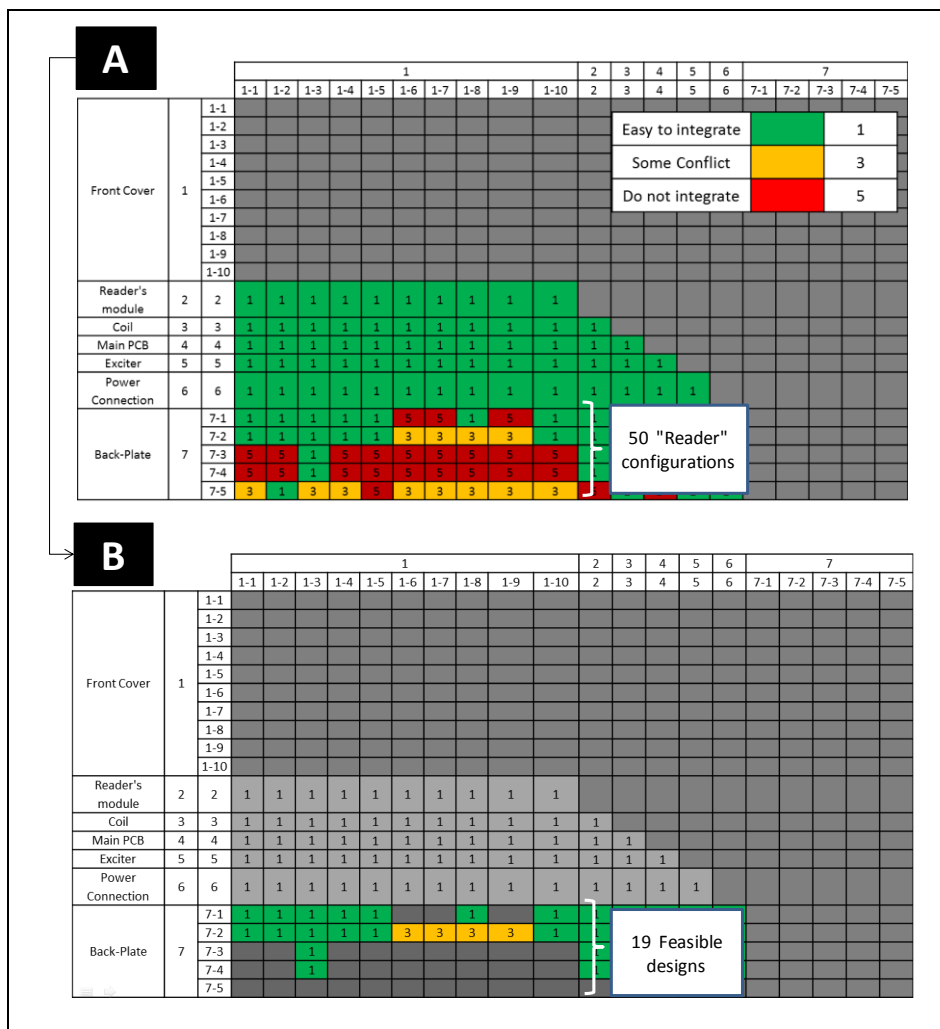 A
1 2 3 4 5 6 7
1-1 1-2 1-3 1-4 1-5 1-6 1-7 1-8 1-9 1-10 2 3 4 5 6 7-1 7-2 7-3 7-4 7-5
Front Cover 1
1-1
1-2
1-3
1-4
1-5
1-6
1-7
1-8
1-9
1-10
Easy to integrate 1
Some Conflict 3
Do not integrate 5
Reader's module 2 2 1 1 1 1 1 1 1 1 1 1
Coil 3 3 1 1 1 1 1 1 1 1 1 1 1
Main PCB 4 4 1 1 1 1 1 1 1 1 1 1 1 1
Exciter 5 5 1 1 1 1 1 1 1 1 1 1 1 1 1
Power Connection 6 6 1 1 1 1 1 1 1 1 1 1 1 1 1 1
Back-Plate 7
7-1 1 1 1 1 1 5 5 1 5 1 1
7-2 1 1 1 1 1 3 3 3 3 1 1
7-3 5 5 1 5 5 5 5 5 5 5 1
7-4 5 5 1 5 5 5 5 5 5 5 1
7-5 3 1 3 3 5 3 3 3 3 3
50 "Reader" configurations
B
1 2 3 4 5 6 7
1-1 1-2 1-3 1-4 1-5 1-6 1-7 1-8 1-9 1-10 2 3 4 5 6 7-1 7-2 7-3 7-4 7-5
Front Cover 1
1-1
1-2
1-3
1-4
1-5
1-6
1-7
1-8
1-9
1-10
Reader's module 2 2 1 1 1 1 1 1 1 1 1 1
Coil 3 3 1 1 1 1 1 1 1 1 1 1 1
Main PCB 4 4 1 1 1 1 1 1 1 1 1 1 1 1
Exciter 5 5 1 1 1 1 1 1 1 1 1 1 1 1 1
Power Connection 6 6 1 1 1 1 1 1 1 1 1 1 1 1 1 1
Back-Plate 7
7-1 1 1 1 1 1 1 1 1
7-2 1 1 1 1 1 3 3 3 3 1 1
7-3 1 1
7-4 1 1
7-5
19 Feasible designs